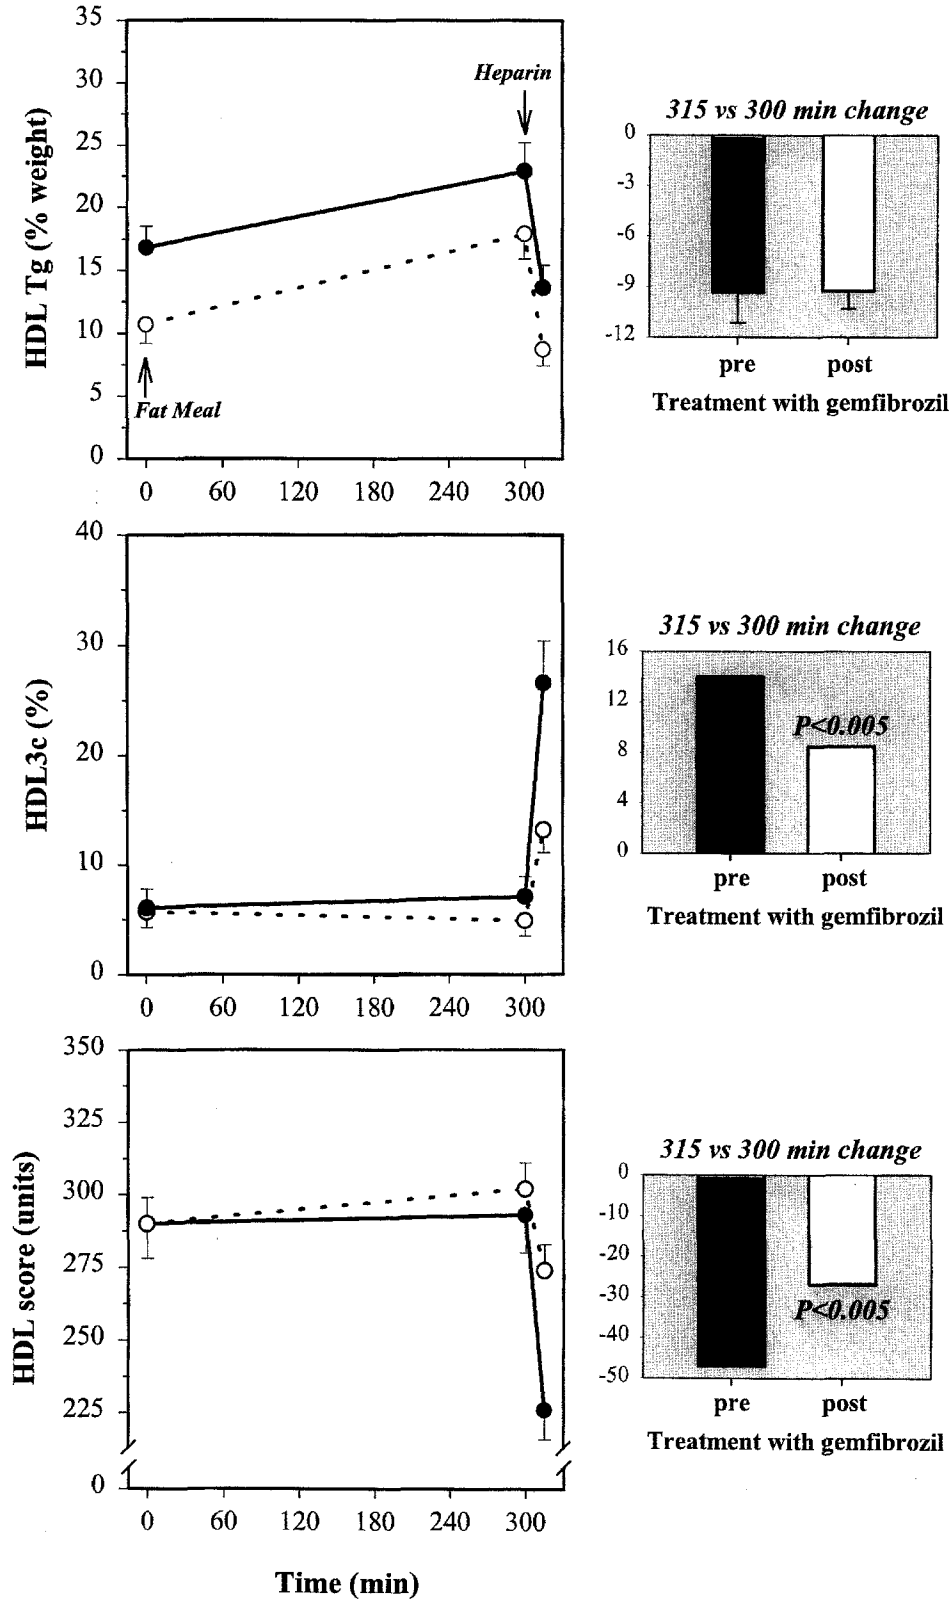 35
30
25
20
15
10
5
0
HDL Tg (% weight)
Heparin
Fat Meal
0 60 120 180 240 300
315 vs 300 min change
0
-3
-6
-9
-12
pre post
Treatment with gemfibrozil
40
30
20
10
0
HDL3c (%)
0 60 120 180 240 300
315 vs 300 min change
16
12
8
4
0
P<0.005
pre post
Treatment with gemfibrozil
350
325
300
275
250
225
0
HDL score (units)
0 60 120 180 240 300
Time (min)
315 vs 300 min change
0
-10
-20
-30
-40
-50
P<0.005
pre post
Treatment with gemfibrozil